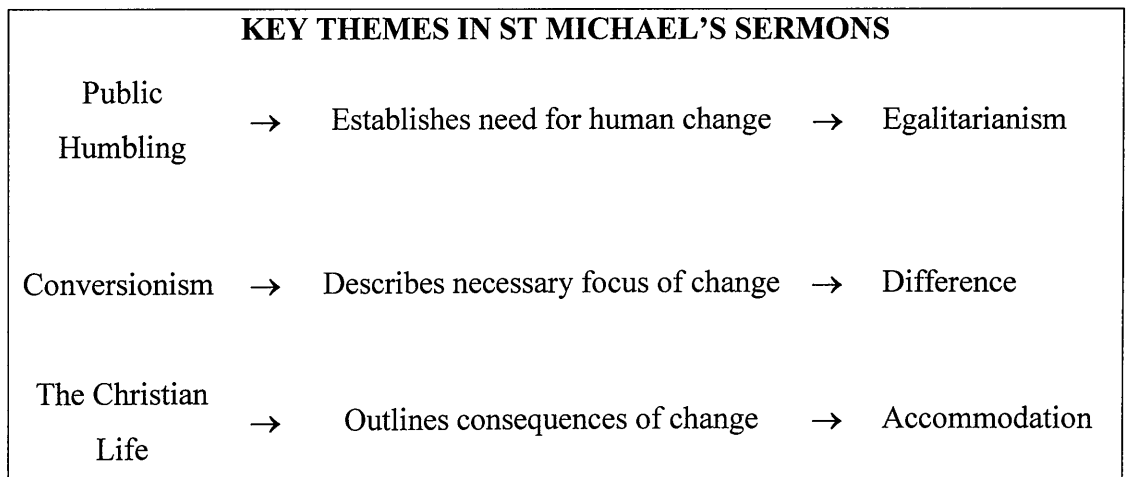 KEY THEMES IN ST MICHAEL'S SERMONS
Public
Humbling → Establishes need for human change → Egalitarianism
Conversionism → Describes necessary focus of change → Difference
The Christian
Life → Outlines consequences of change → Accommodation